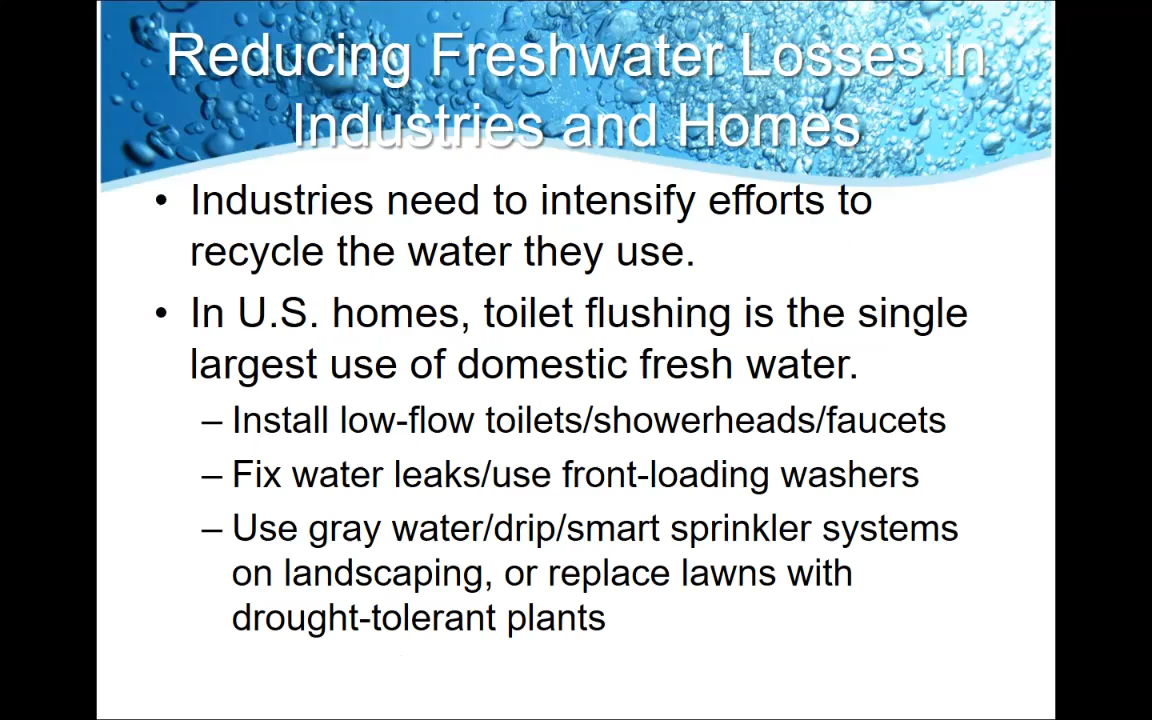 Reducing Freshwater Losses in
Industries and Homes
• Industries need to intensify efforts to
recycle the water they use.
• In U.S. homes, toilet flushing is the single
largest use of domestic fresh water.
– Install low-flow toilets/showerheads/faucets
– Fix water leaks/use front-loading washers
– Use gray water/drip/smart sprinkler systems
on landscaping, or replace lawns with
drought-tolerant plants